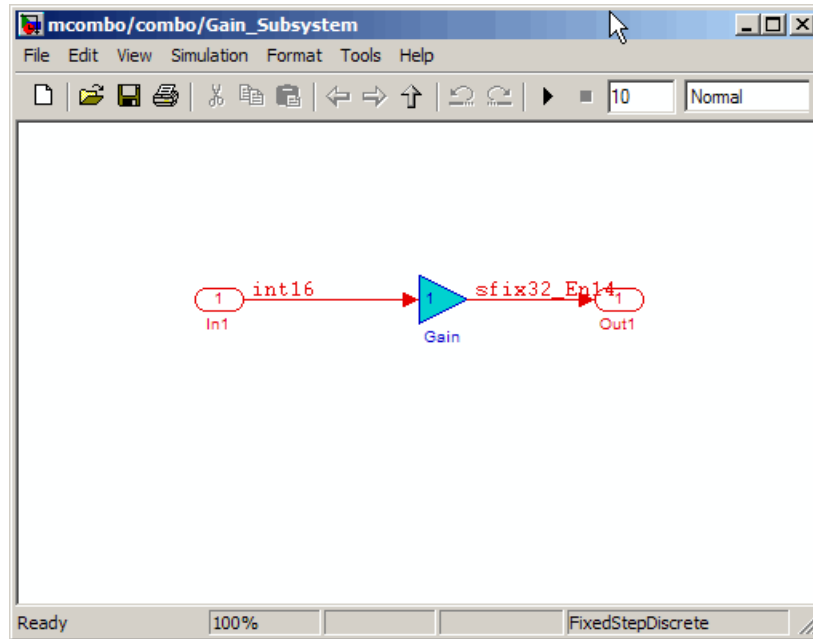 mcombo/combo/Gain_Subsystem
File Edit View Simulation Format Tools Help
10 Normal
1 int16 1 sfix32_En14 1
In1 Gain Out1
Ready 100% FixedStepDiscrete